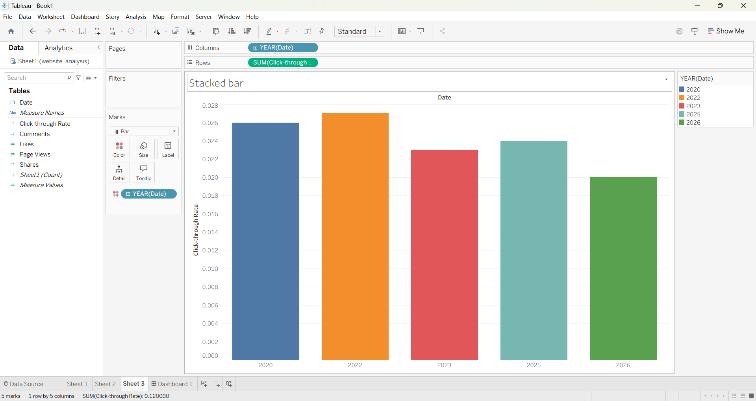 Tableau - Book1
File Data Worksheet Dashboard Story Analysis Map Format Server Window Help
Standard
Show Me
Data Analytics
Sheet1 (website_analysis)
Search
Tables
Date
Measure Names
Click-through Rate
Comments
Likes
Page Views
Shares
Sheet1 (Count)
Measure Values
Pages
Filters
Marks
Bar
Color Size Label
Detail Tooltip
YEAR(Date)
Columns YEAR(Date)
Rows SUM(Click-through..
Stacked bar
Date
0.028
0.026
0.024
0.022
0.020
0.018
0.016
0.014
0.012
0.010
0.008
0.006
0.004
0.002
0.000
Click-through Rate
2020 2022 2023 2025 2026
YEAR(Date)
2020
2022
2023
2025
2026
Data Source Sheet 1 Sheet 2 Sheet 3 Dashboard 1
5 marks 1 row by 5 columns SUM(Click-through Rate): 0.120000